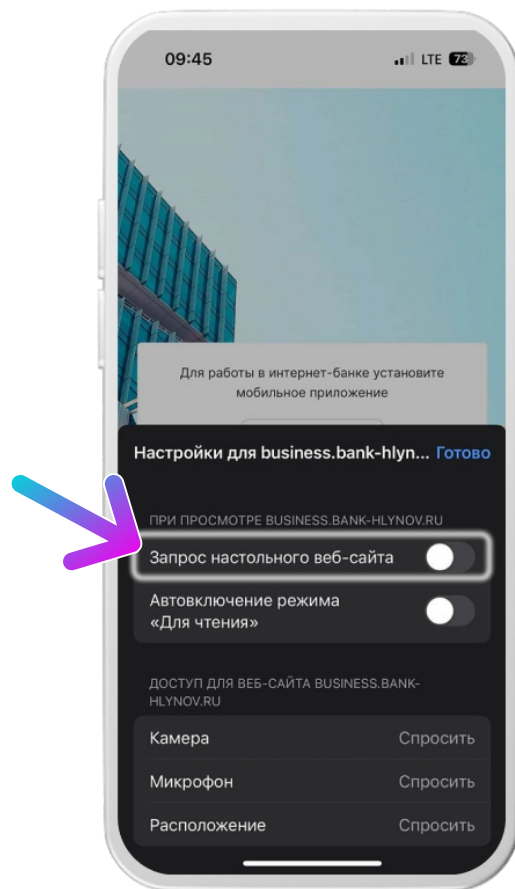 09:45
LTE 73
Для работы в интернет-банке установите
мобильное приложение
Настройки для business.bank-hlyn... Готово
ПРИ ПРОСМОТРЕ BUSINESS.BANK-HLYNOV.RU
Запрос настольного веб-сайта
Автовключение режима
«Для чтения»
ДОСТУП ДЛЯ ВЕБ-САЙТА BUSINESS.BANK-
HLYNOV.RU
Камера Спросить
Микрофон Спросить
Расположение Спросить